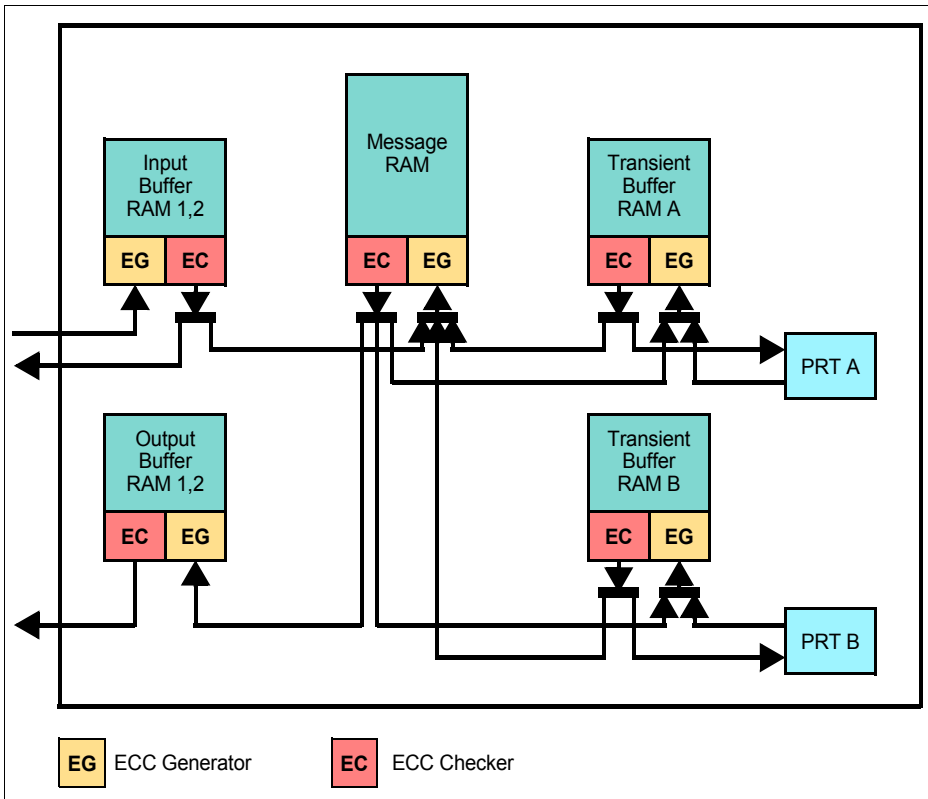 Message
RAM
Input
Buffer
RAM 1,2
Transient
Buffer
RAM A
EG
EC
EC
EG
EC
EG
PRT A
Output
Buffer
RAM 1,2
Transient
Buffer
RAM B
EC
EG
EC
EG
PRT B
EG
ECC Generator
EC
ECC Checker